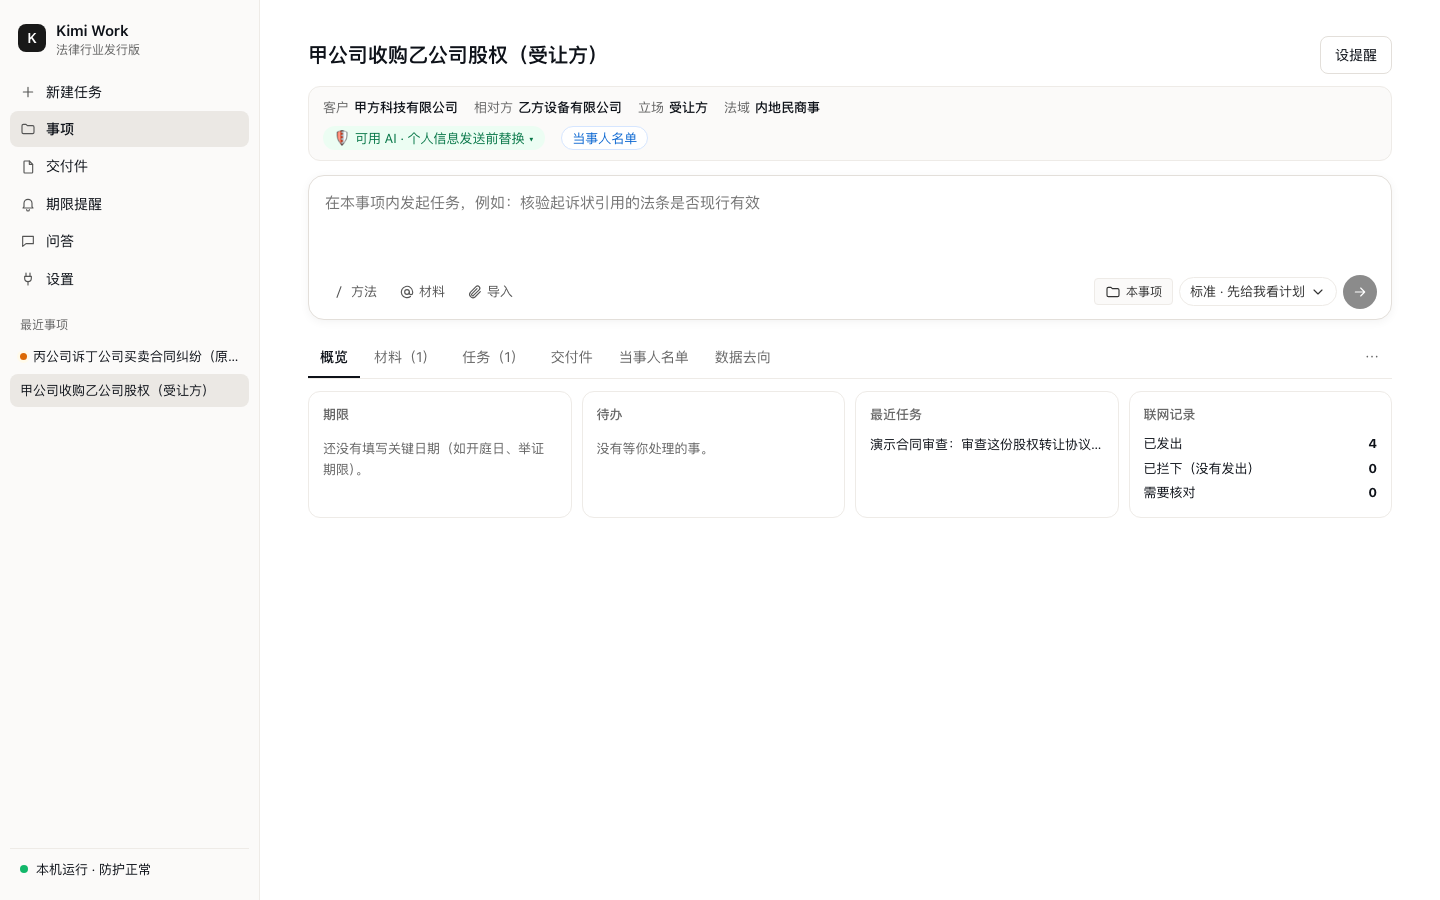 K
Kimi Work
法律行业发行版
新建任务
事项
交付件
期限提醒
问答
设置
最近事项
丙公司诉丁公司买卖合同纠纷（原...
甲公司收购乙公司股权（受让方）
本机运行 · 防护正常
甲公司收购乙公司股权（受让方）
设提醒
客户 甲方科技有限公司 相对方 乙方设备有限公司 立场 受让方 法域 内地民商事
可用 AI · 个人信息发送前替换 ▾ 当事人名单
在本事项内发起任务，例如：核验起诉状引用的法条是否现行有效
/ 方法 @ 材料 导入 本事项 标准 · 先给我看计划
概览 材料（1） 任务（1） 交付件 当事人名单 数据去向 ...
期限
还没有填写关键日期（如开庭日、举证
期限）。
待办
没有等你处理的事。
最近任务
演示合同审查：审查这份股权转让协议...
联网记录
已发出 4
已拦下（没有发出） 0
需要核对 0